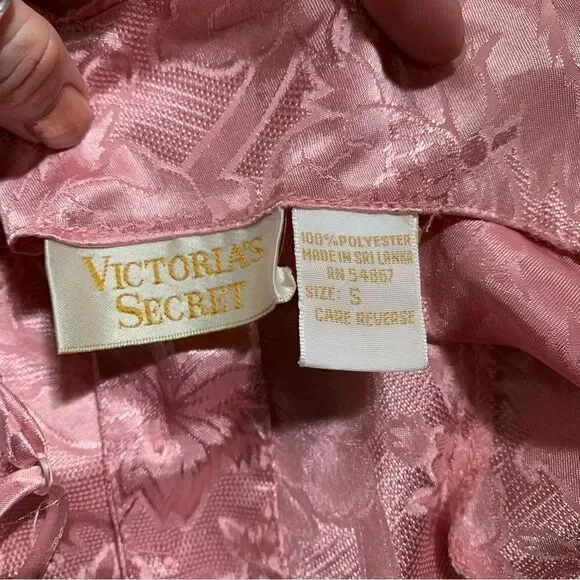 VICTORIA'S
SECRET
100%POLYESTER
MADE IN SRI LANKA
RN 54867
SIZE: S
CARE REVERSE